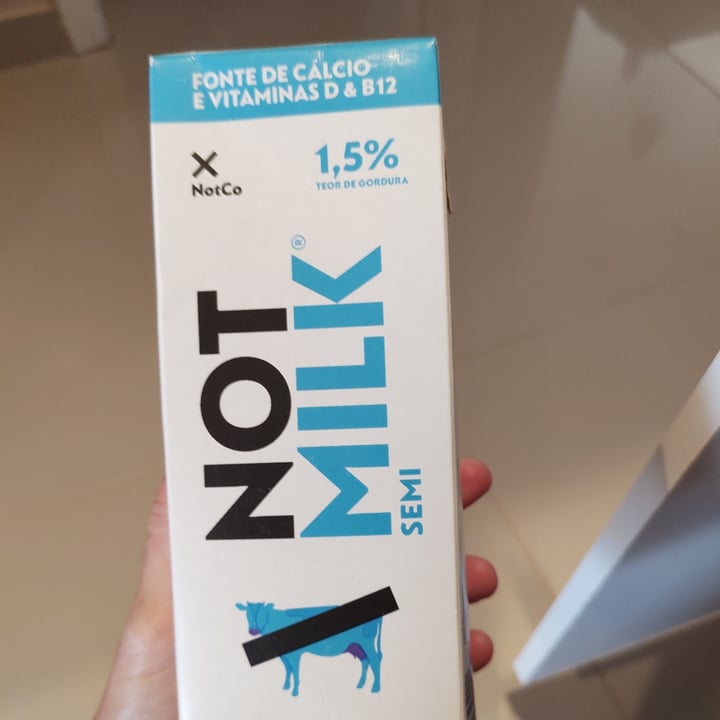 FONTE DE CÁLCIO
E VITAMINAS D & B12
NotCo
1,5%
TEOR DE GORDURA
NOT
MILK®
SEMI